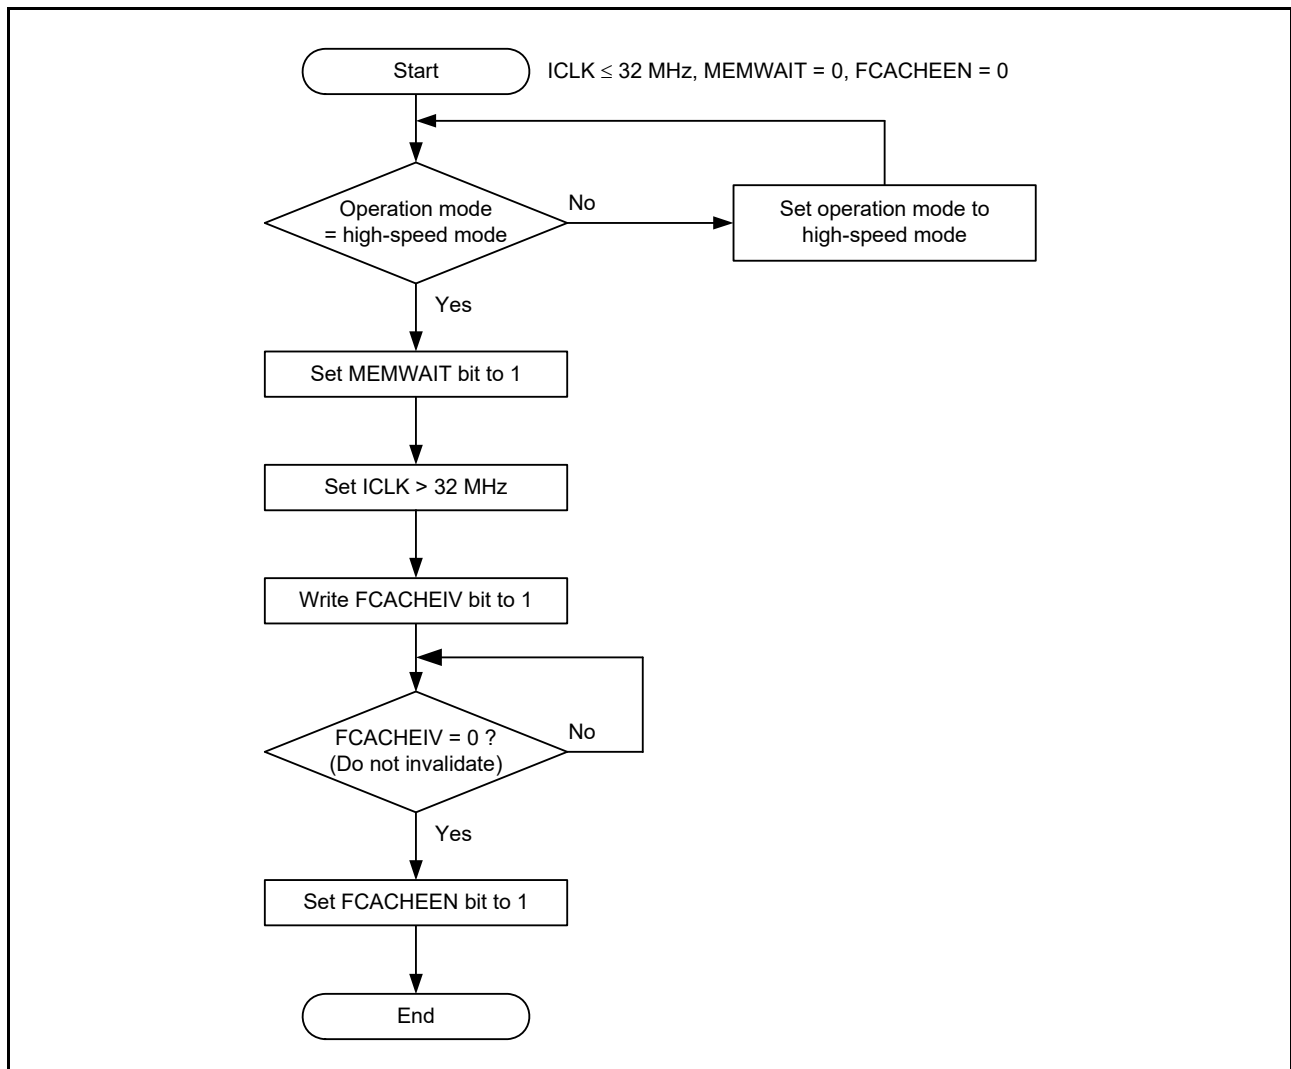 Start
ICLK ≤ 32 MHz, MEMWAIT = 0, FCACHEEN = 0
Operation mode
= high-speed mode
No
Set operation mode to
high-speed mode
Yes
Set MEMWAIT bit to 1
Set ICLK > 32 MHz
Write FCACHEIV bit to 1
FCACHEIV = 0 ?
(Do not invalidate)
No
Yes
Set FCACHEEN bit to 1
End